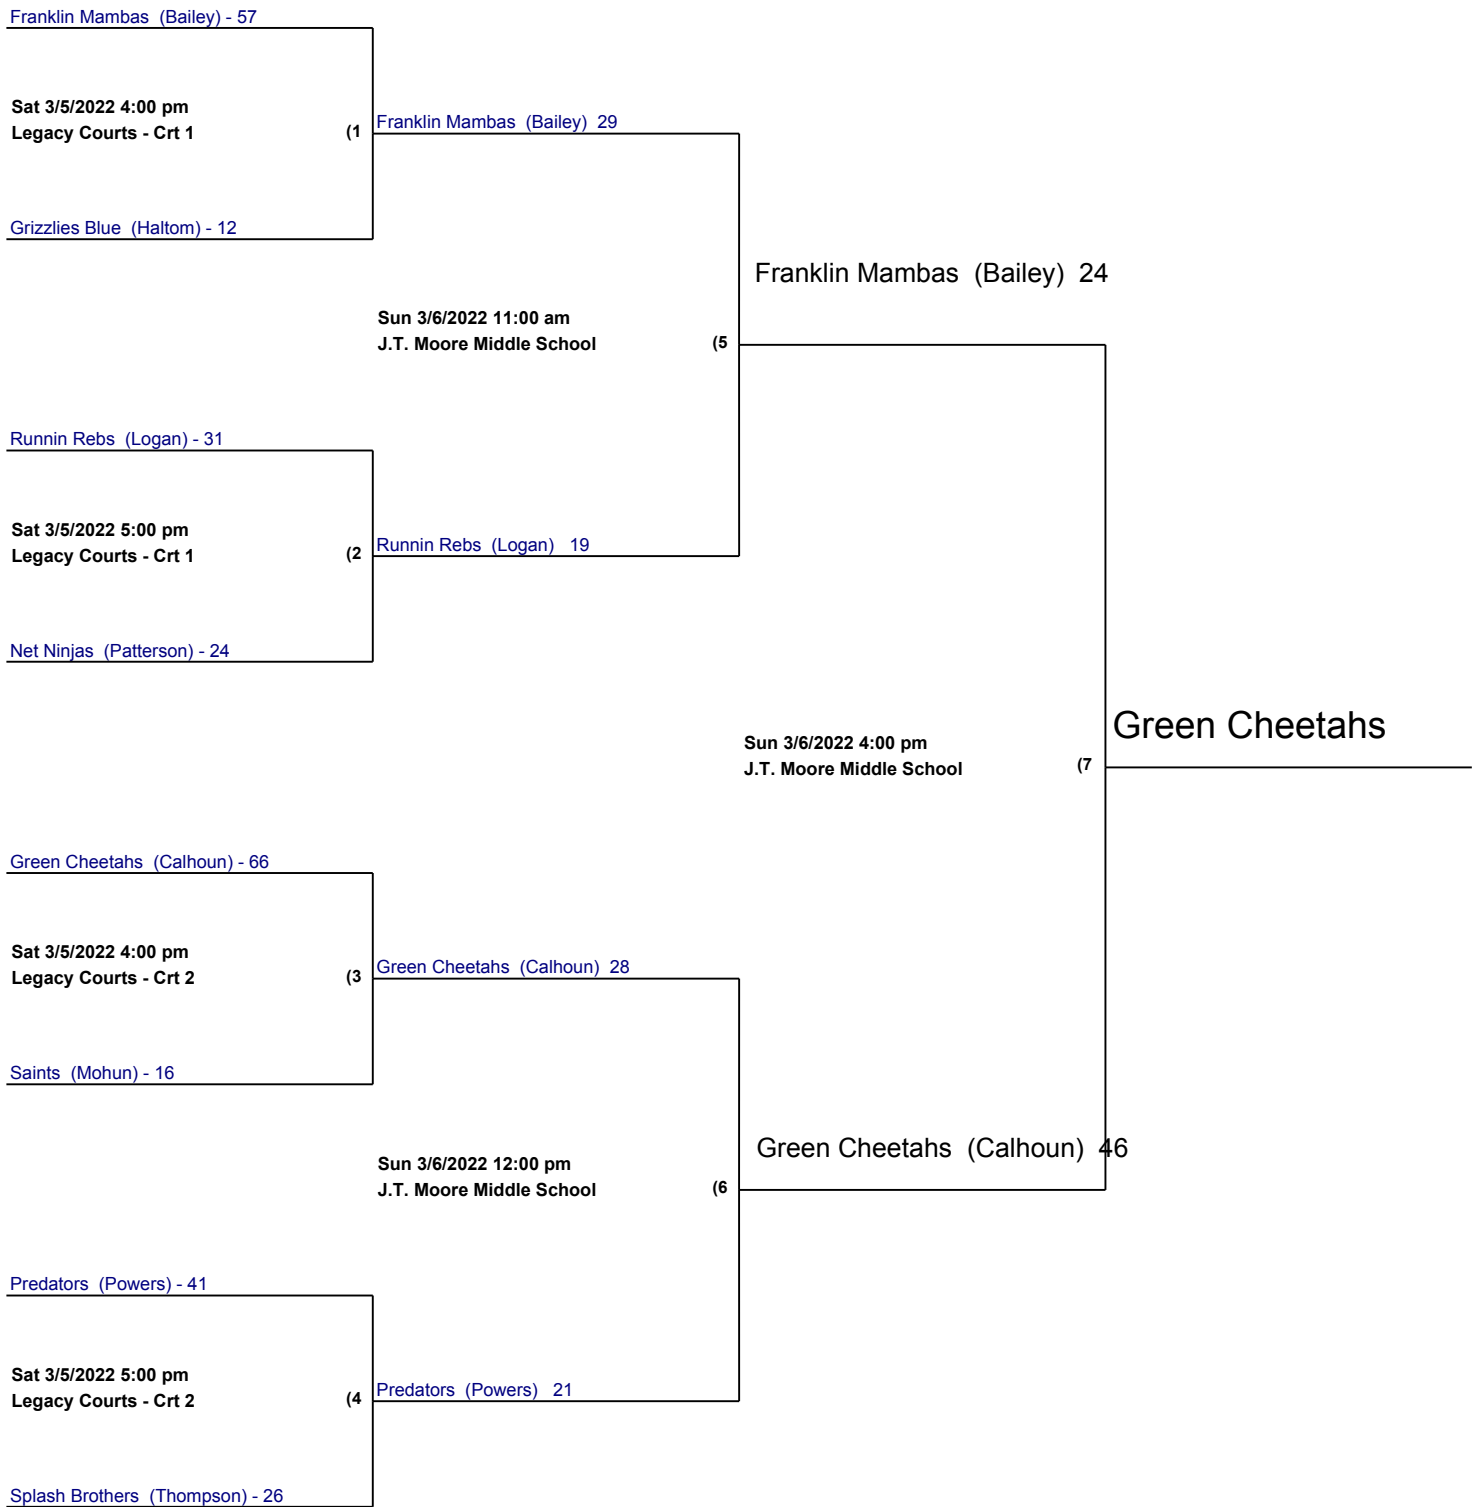 Franklin Mambas  (Bailey) - 57
Sat 3/5/2022 4:00 pm
Legacy Courts - Crt 1
(1
Franklin Mambas  (Bailey)  29
Grizzlies Blue  (Haltom) - 12
Franklin Mambas  (Bailey)  24
Sun 3/6/2022 11:00 am
J.T. Moore Middle School
(5
Runnin Rebs  (Logan) - 31
Sat 3/5/2022 5:00 pm
Legacy Courts - Crt 1
(2
Runnin Rebs  (Logan)   19
Net Ninjas  (Patterson) - 24
Sun 3/6/2022 4:00 pm
J.T. Moore Middle School
(7
Green Cheetahs
Green Cheetahs  (Calhoun) - 66
Sat 3/5/2022 4:00 pm
Legacy Courts - Crt 2
(3
Green Cheetahs  (Calhoun)  28
Saints  (Mohun) - 16
Green Cheetahs  (Calhoun)  46
Sun 3/6/2022 12:00 pm
J.T. Moore Middle School
(6
Predators  (Powers) - 41
Sat 3/5/2022 5:00 pm
Legacy Courts - Crt 2
(4
Predators  (Powers)   21
Splash Brothers  (Thompson) - 26